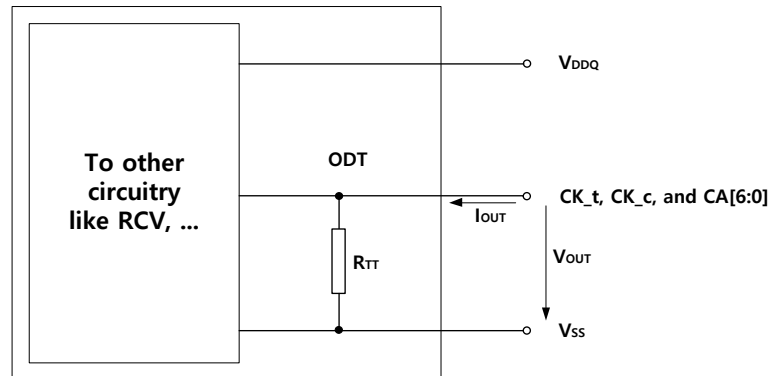 VDDQ
To other
circuitry
like RCV, ...
ODT
CK_t, CK_c, and CA[6:0]
IOUT
VOUT
RTT
VSS